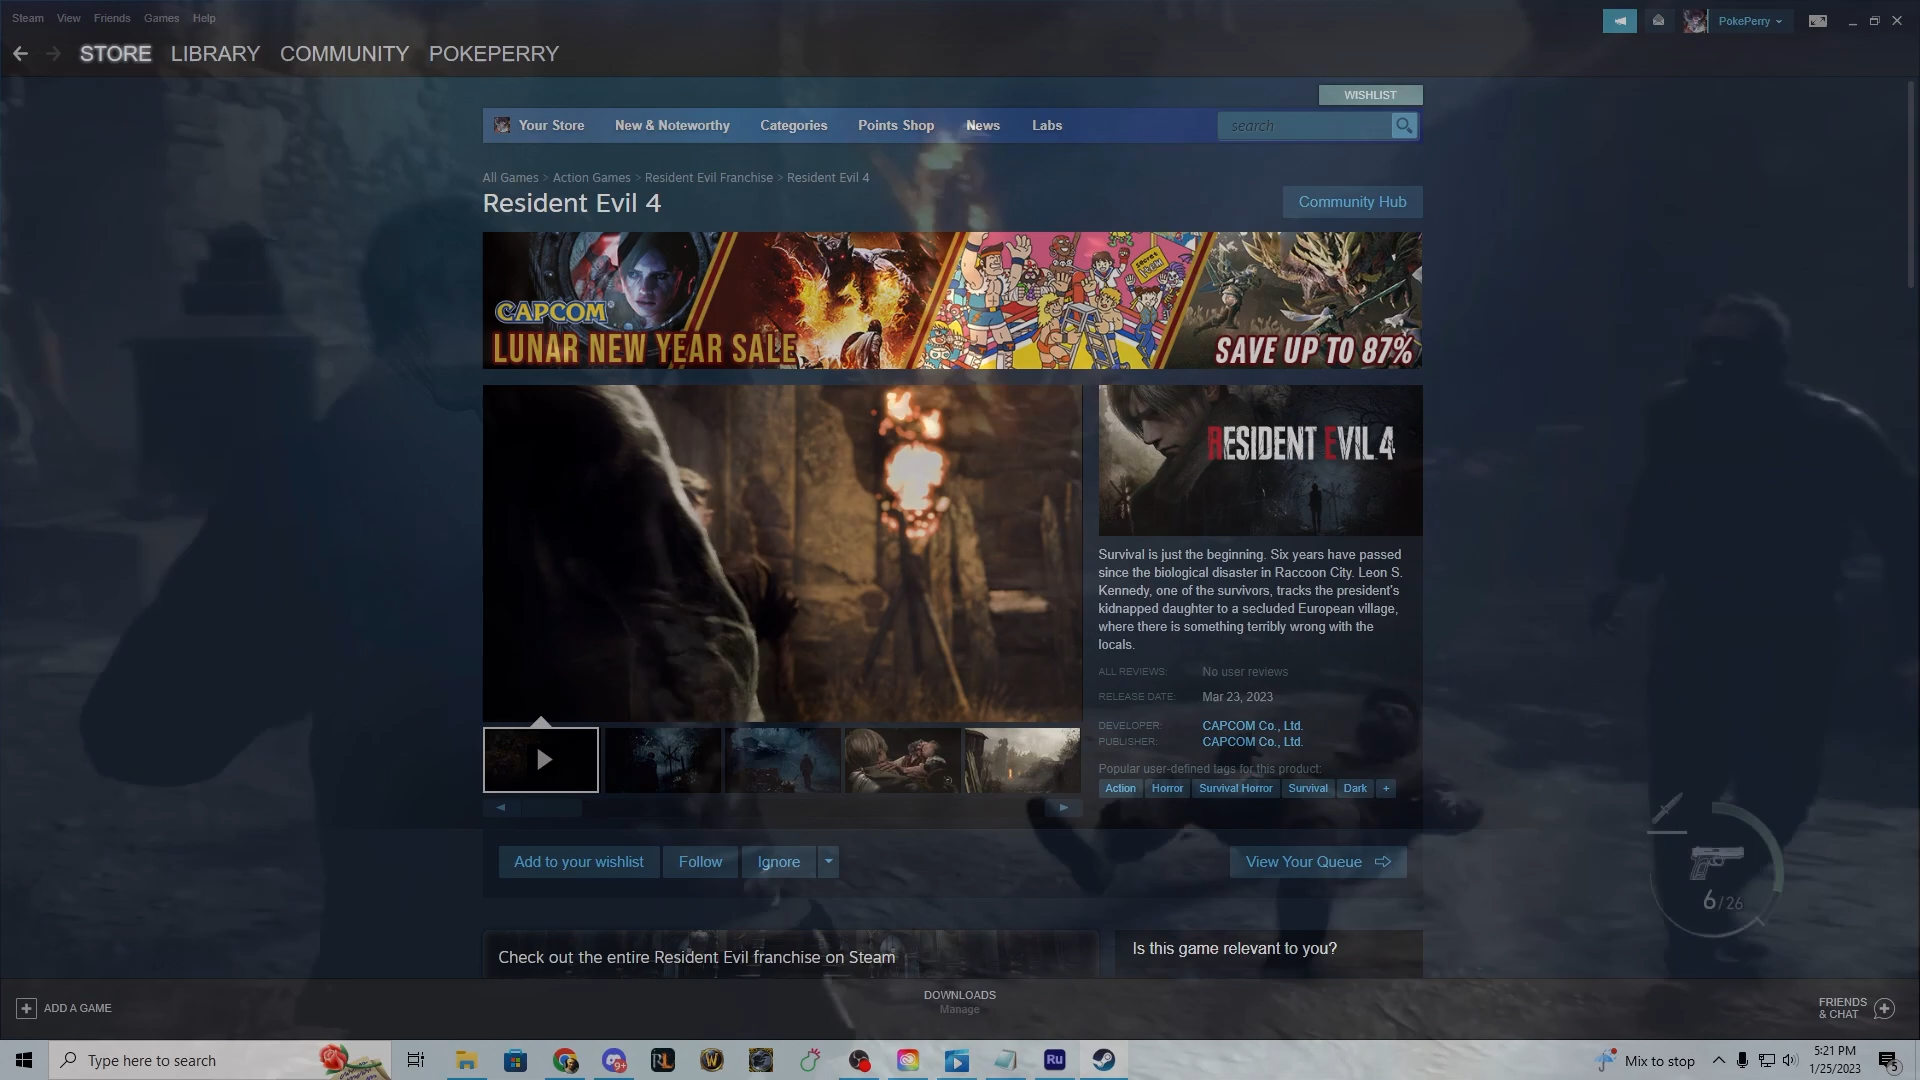 Steam View Friends Games Help
PokePerry
STORE LIBRARY COMMUNITY POKEPERRY
WISHLIST
Your Store New & Noteworthy Categories Points Shop News Labs
search
All Games > Action Games > Resident Evil Franchise > Resident Evil 4
Resident Evil 4
Community Hub
CAPCOM
LUNAR NEW YEAR SALE
SAVE UP TO 87%
RESIDENT EVIL 4
Survival is just the beginning. Six years have passed
since the biological disaster in Raccoon City. Leon S.
Kennedy, one of the survivors, tracks the president's
kidnapped daughter to a secluded European village,
where there is something terribly wrong with the
locals.
ALL REVIEWS: No user reviews
RELEASE DATE: Mar 23, 2023
DEVELOPER: CAPCOM Co., Ltd.
PUBLISHER: CAPCOM Co., Ltd.
Popular user-defined tags for this product:
Action Horror Survival Horror Survival Dark +
Add to your wishlist Follow Ignore
View Your Queue
6/26
Check out the entire Resident Evil franchise on Steam
Is this game relevant to you?
ADD A GAME
DOWNLOADS
Manage
FRIENDS
& CHAT
Type here to search
9+
RL
W
Ru
Mix to stop
5:21 PM
1/25/2023
5